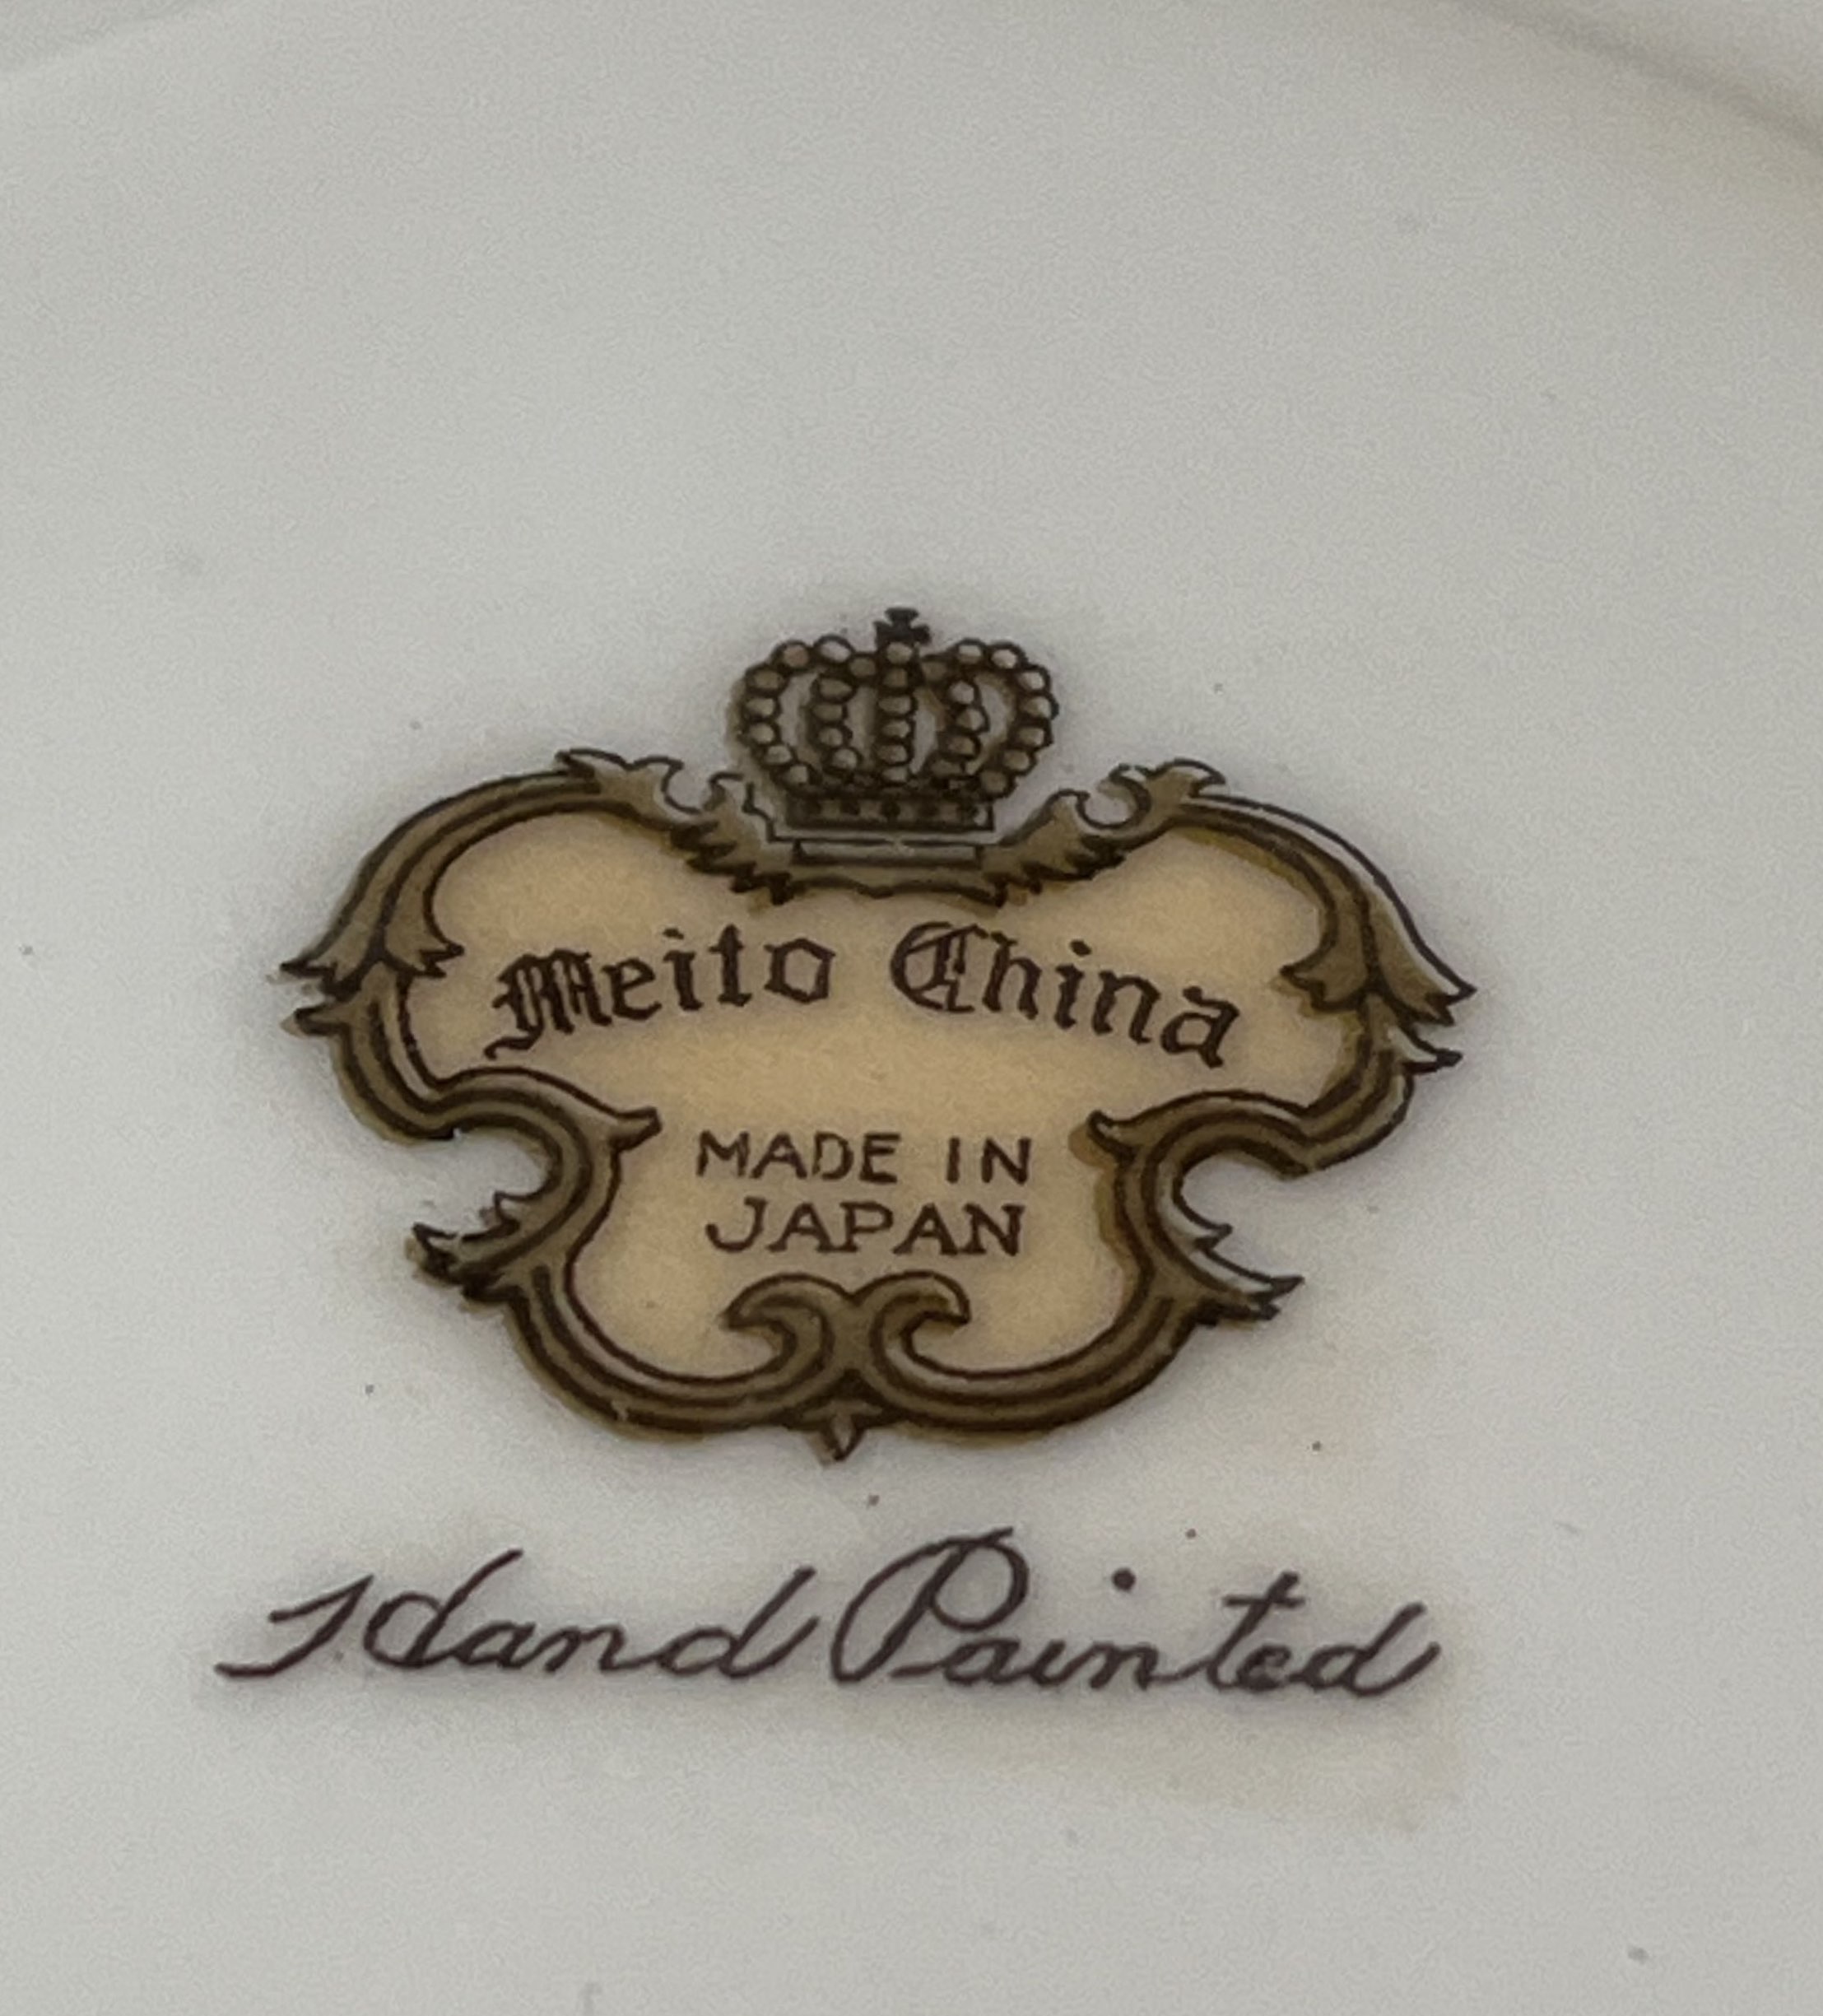 Meito China
MADE IN
JAPAN
Hand Painted